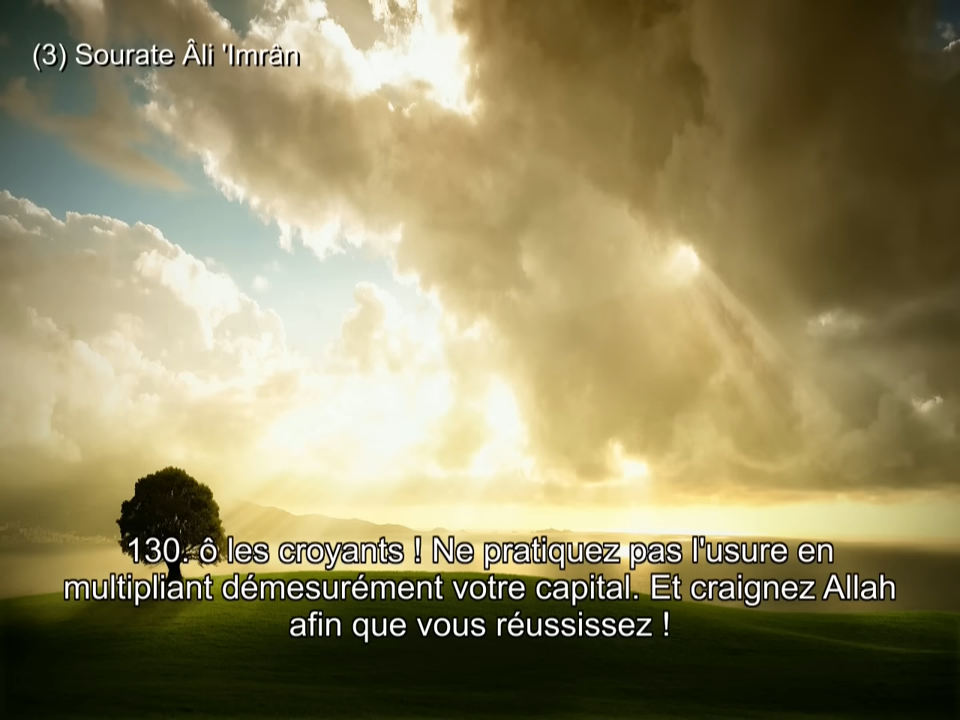 (3) Sourate Âli 'Imrân
130. ô les croyants ! Ne pratiquez pas l'usure en
multipliant démesurément votre capital. Et craignez Allah
afin que vous réussissez !